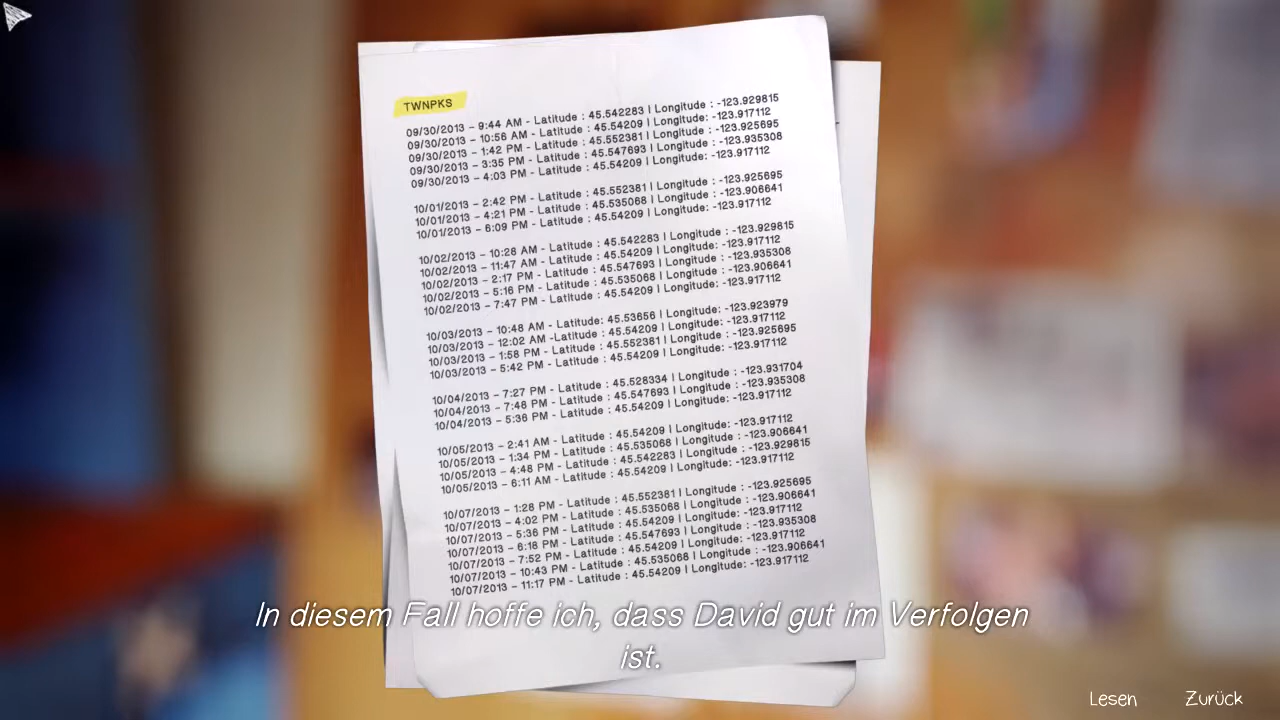 TWNPKS
09/30/2013 - 9:44 AM - Latitude : 45.542283 | Longitude : -123.929815
09/30/2013 - 10:56 AM - Latitude : 45.54209 | Longitude: -123.917112
09/30/2013 - 1:42 PM - Latitude : 45.552381 | Longitude : -123.925695
09/30/2013 - 3:35 PM - Latitude : 45.547693 | Longitude : -123.935308
09/30/2013 - 4:03 PM - Latitude : 45.54209 | Longitude: -123.917112
10/01/2013 - 2:42 PM - Latitude : 45.552381 | Longitude : -123.925695
10/01/2013 - 4:21 PM - Latitude : 45.535068 | Longitude : -123.906641
10/01/2013 - 6:09 PM - Latitude : 45.54209 | Longitude: -123.917112
10/02/2013 - 10:28 AM - Latitude : 45.542283 | Longitude : -123.929815
10/02/2013 - 11:47 AM - Latitude : 45.54209 | Longitude: -123.917112
10/02/2013 - 2:17 PM - Latitude : 45.547693 | Longitude : -123.935308
10/02/2013 - 5:16 PM - Latitude : 45.535068 | Longitude : -123.906641
10/02/2013 - 7:47 PM - Latitude : 45.54209 | Longitude: -123.917112
10/03/2013 - 10:48 AM - Latitude: 45.53656 | Longitude: -123.923979
10/03/2013 - 12:02 AM -Latitude : 45.54209 | Longitude: -123.917112
10/03/2013 - 1:58 PM - Latitude : 45.552381 | Longitude : -123.925695
10/03/2013 - 5:42 PM - Latitude : 45.54209 | Longitude: -123.917112
10/04/2013 - 7:27 PM - Latitude : 45.528334 | Longitude : -123.931704
10/04/2013 - 7:48 PM - Latitude : 45.547693 | Longitude : -123.935308
10/04/2013 - 5:36 PM - Latitude : 45.54209 | Longitude: -123.917112
10/05/2013 - 2:41 AM - Latitude : 45.54209 | Longitude : -123.917112
10/05/2013 - 1:34 PM - Latitude : 45.535068 | Longitude : -123.906641
10/05/2013 - 4:48 PM - Latitude : 45.542283 | Longitude : -123.929815
10/05/2013 - 6:11 AM - Latitude : 45.54209 | Longitude: -123.917112
10/07/2013 - 1:28 PM - Latitude : 45.552381 | Longitude : -123.925695
10/07/2013 - 4:02 PM - Latitude : 45.535068 | Longitude : -123.906641
10/07/2013 - 5:36 PM - Latitude : 45.54209 | Longitude: -123.917112
10/07/2013 - 6:18 PM - Latitude : 45.547693 | Longitude : -123.935308
10/07/2013 - 7:52 PM - Latitude : 45.54209 | Longitude: -123.917112
10/07/2013 - 10:43 PM - Latitude : 45.535068 | Longitude : -123.906641
10/07/2013 - 11:17 PM - Latitude : 45.54209 | Longitude: -123.917112
In diesem Fall hoffe ich, dass David gut im Verfolgen
ist.
Lesen
Zurück